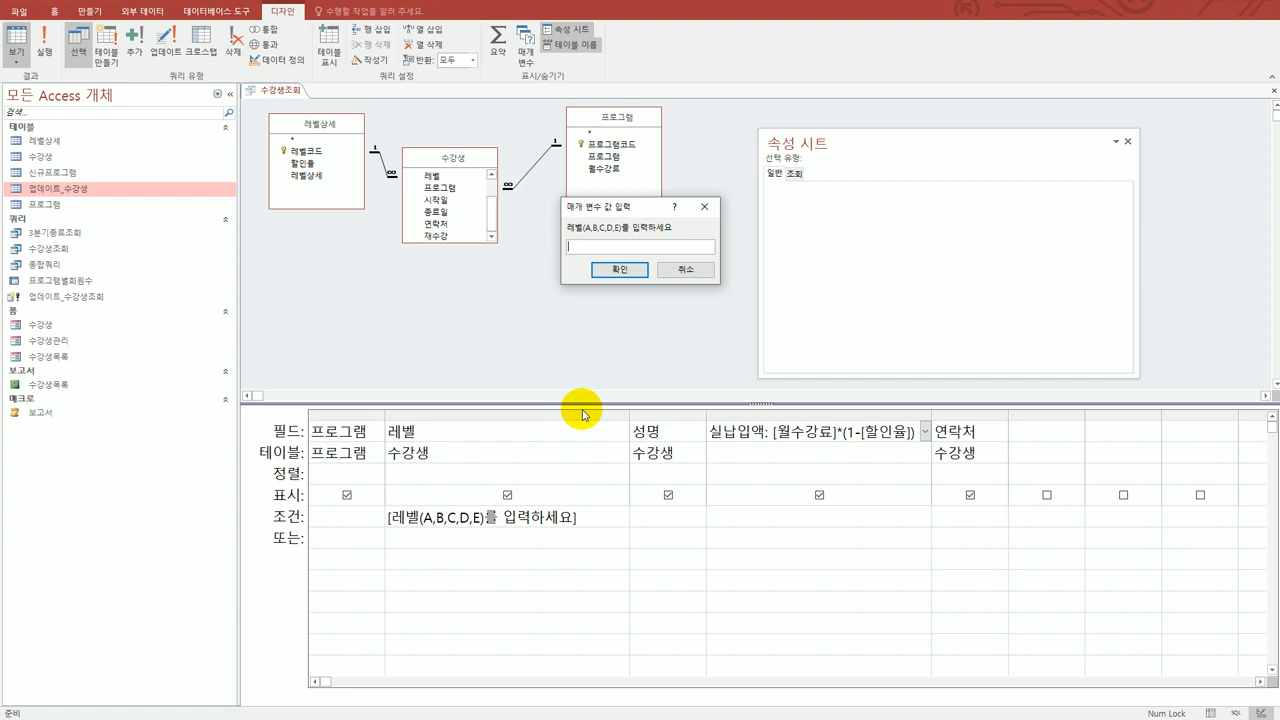 파일 홈 만들기 외부 데이터 데이터베이스 도구 디자인 수행할 작업을 알려 주세요.
보기
실행
선택
테이블
만들기
추가
업데이트
크로스탭
삭제
통합
통과
데이터 정의
테이블
표시
행 삽입
행 삭제
작성기
열 삽입
열 삭제
반환: 모두
요약
매개
변수
속성 시트
테이블 이름
결과
쿼리 유형
쿼리 설정
표시/숨기기
모든 Access 개체
검색...
테이블
레벨상세
수강생
신규프로그램
업데이트_수강생
프로그램
쿼리
3분기종료조회
수강생조회
종합쿼리
프로그램별회원수
업데이트_수강생조회
폼
수강생
수강생관리
수강생목록
보고서
수강생목록
매크로
보고서
수강생조회
레벨상세
*
레벨코드
할인율
레벨상세
수강생
레벨
프로그램
시작일
종료일
연락처
재수강
프로그램
*
프로그램코드
프로그램
월수강료
1
∞
∞
1
매개 변수 값 입력 ?
레벨(A,B,C,D,E)를 입력하세요
확인 취소
속성 시트
선택 유형:
일반 조회
필드: 프로그램 레벨 성명 실납입액: [월수강료]*(1-[할인율]) 연락처
테이블: 프로그램 수강생 수강생 수강생
정렬:
표시:
조건: [레벨(A,B,C,D,E)를 입력하세요]
또는:
준비
Num Lock
SQL